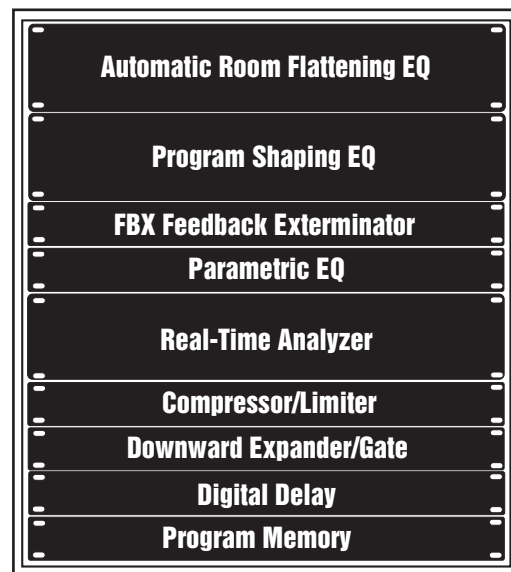 Automatic Room Flattening EQ
Program Shaping EQ
FBX Feedback Exterminator
Parametric EQ
Real-Time Analyzer
Compressor/Limiter
Downward Expander/Gate
Digital Delay
Program Memory